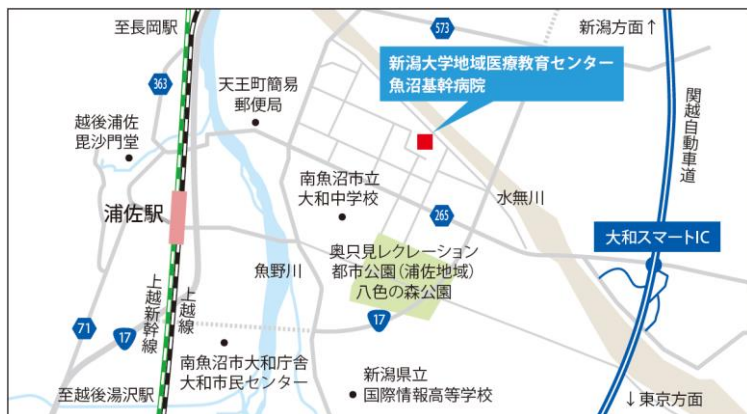 至長岡駅
573
新潟方面↑
新潟大学地域医療教育センター
魚沼基幹病院
363
天王町簡易
郵便局
関越自動車道
越後浦佐
毘沙門堂
南魚沼市立
大和中学校
265
水無川
浦佐駅
大和スマートIC
魚野川
奥只見レクレーション
都市公園(浦佐地域)
八色の森公園
上越新幹線
上越線
71
17
17
南魚沼市大和庁舎
大和市民センター
新潟県立
国際情報高等学校
至越後湯沢駅
↓東京方面